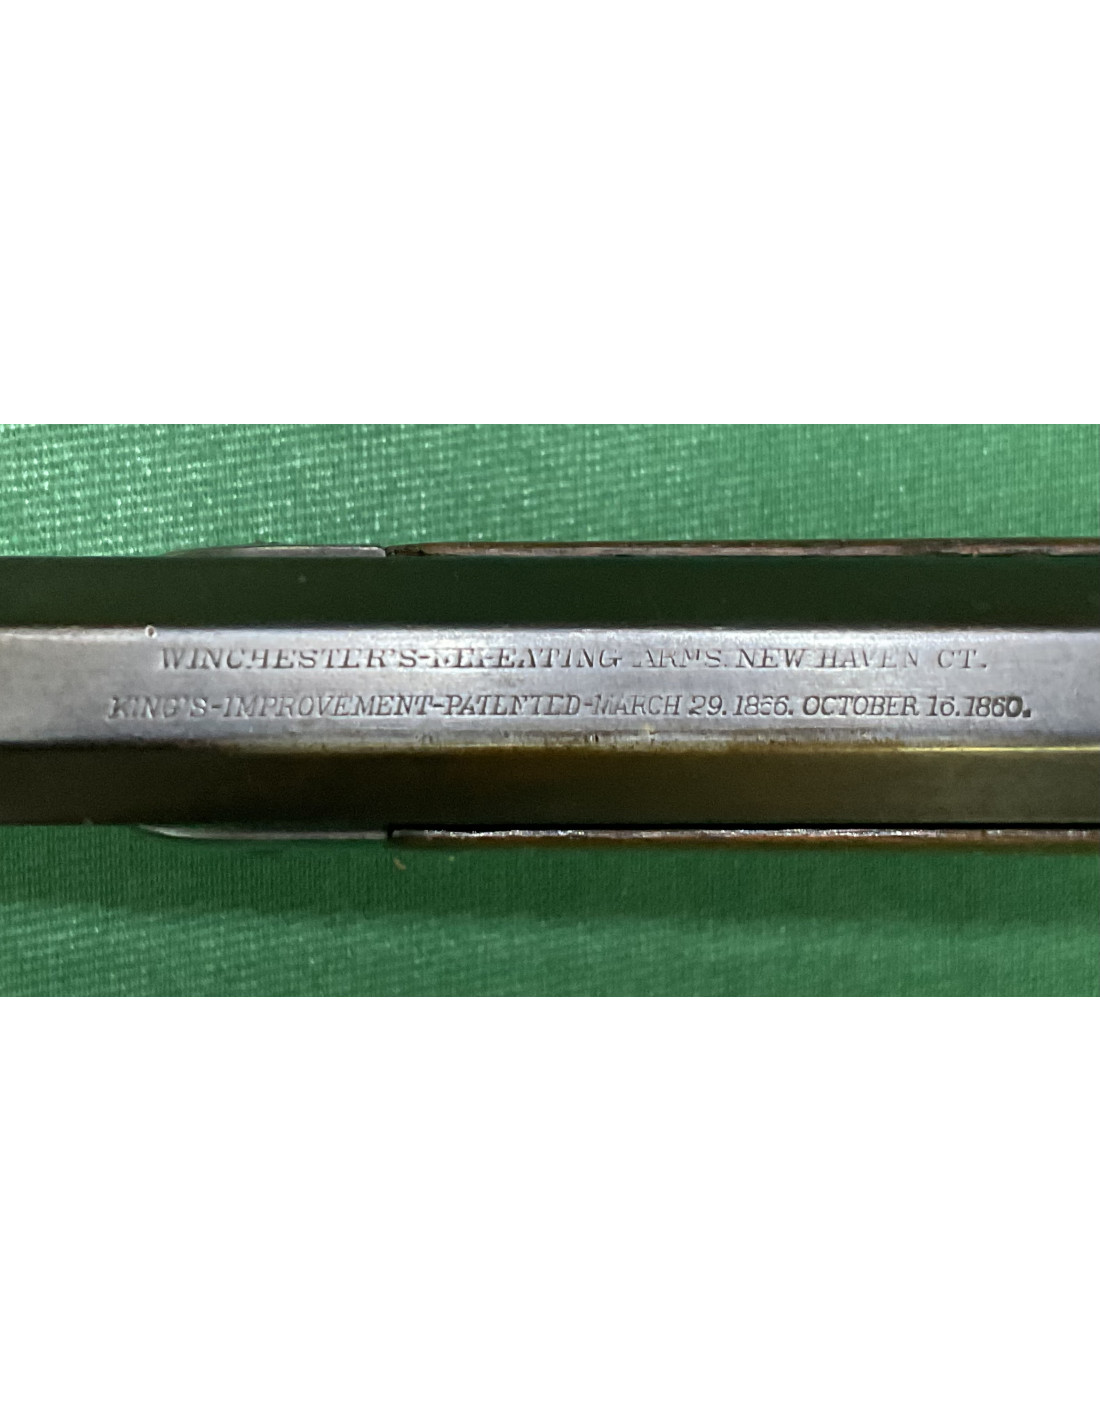 WINCHESTER'S-REPEATING ARMS. NEW HAVEN CT.
KING'S-IMPROVEMENT-PATENTED-MARCH 29. 1866. OCTOBER 16. 1860.